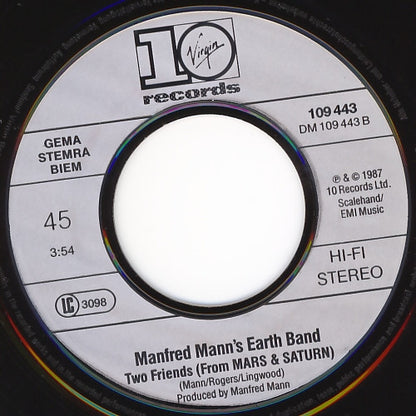 10
Virgin
records
109 443
DM 109 443 B
GEMA
STEMRA
BIEM
℗ & © 1987
10 Records Ltd.
Scalehand/
EMI Music
45
3:54
HI-FI
STEREO
LC 3098
Manfred Mann's Earth Band
Two Friends (From MARS & SATURN)
(Mann/Rogers/Lingwood)
Produced by Manfred Mann